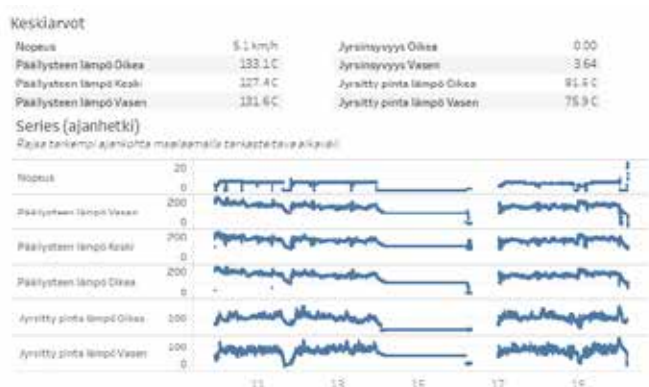 Keskiarvot
Nopeus 5.1 km/h Jyrsinsyvyys Oikea 0.00
Päällysteen lämpö Oikea 133.1 C Jyrsinsyvyys Vasen 3.64
Päällysteen lämpö Keski 127.4 C Jyrsitty pinta lämpö Oikea 91.6 C
Päällysteen lämpö Vasen 131.6 C Jyrsitty pinta lämpö Vasen 75.9 C
Series (ajanhetki)
Rajaa tarkempi ajankohta maalaamalla tarkasteltava aikaväli
Nopeus 20
0
Päällysteen lämpö Vasen 200
0
Päällysteen lämpö Keski 200
0
Päällysteen lämpö Oikea 200
0
Jyrsitty pinta lämpö Oikea 100
Jyrsitty pinta lämpö Vasen 100
0
11 13 15 17 19